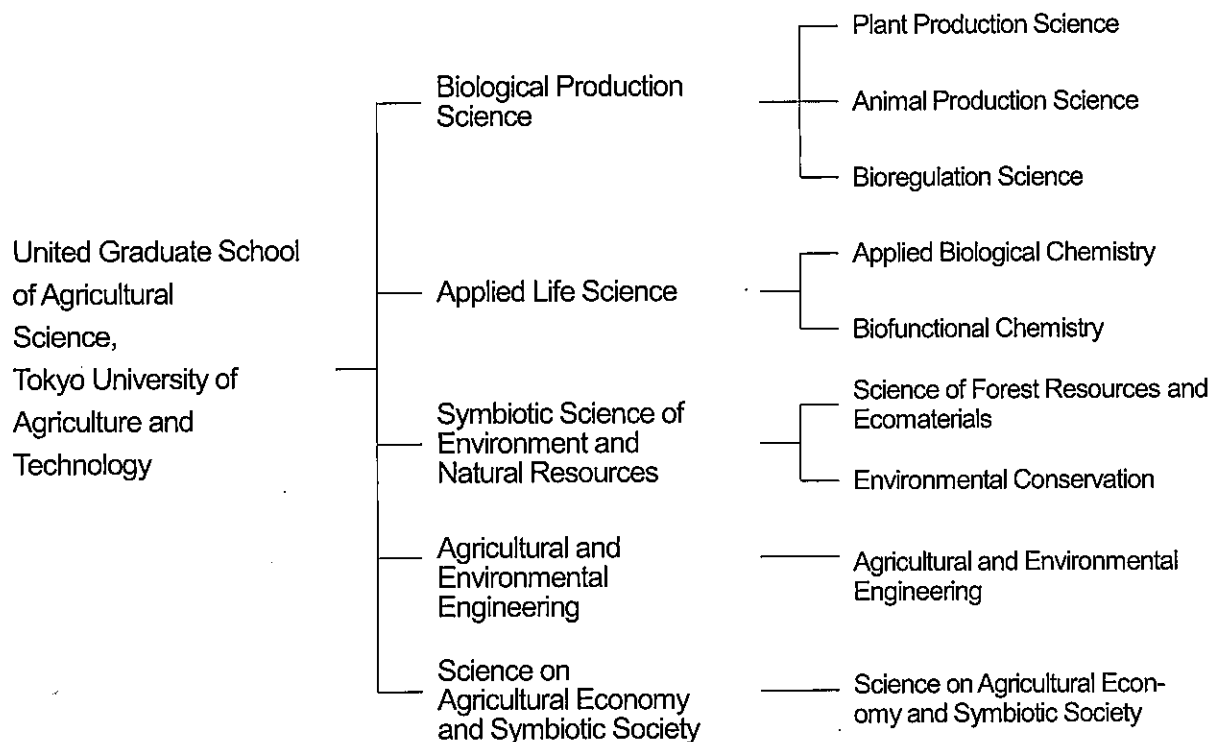 United Graduate School
of Agricultural
Science,
Tokyo University of
Agriculture and
Technology
Biological Production
Science
Plant Production Science
Animal Production Science
Bioregulation Science
Applied Life Science
Applied Biological Chemistry
Biofunctional Chemistry
Symbiotic Science of
Environment and
Natural Resources
Science of Forest Resources and
Ecomaterials
Environmental Conservation
Agricultural and
Environmental
Engineering
Agricultural and Environmental
Engineering
Science on
Agricultural Economy
and Symbiotic Society
Science on Agricultural Econ-
omy and Symbiotic Society